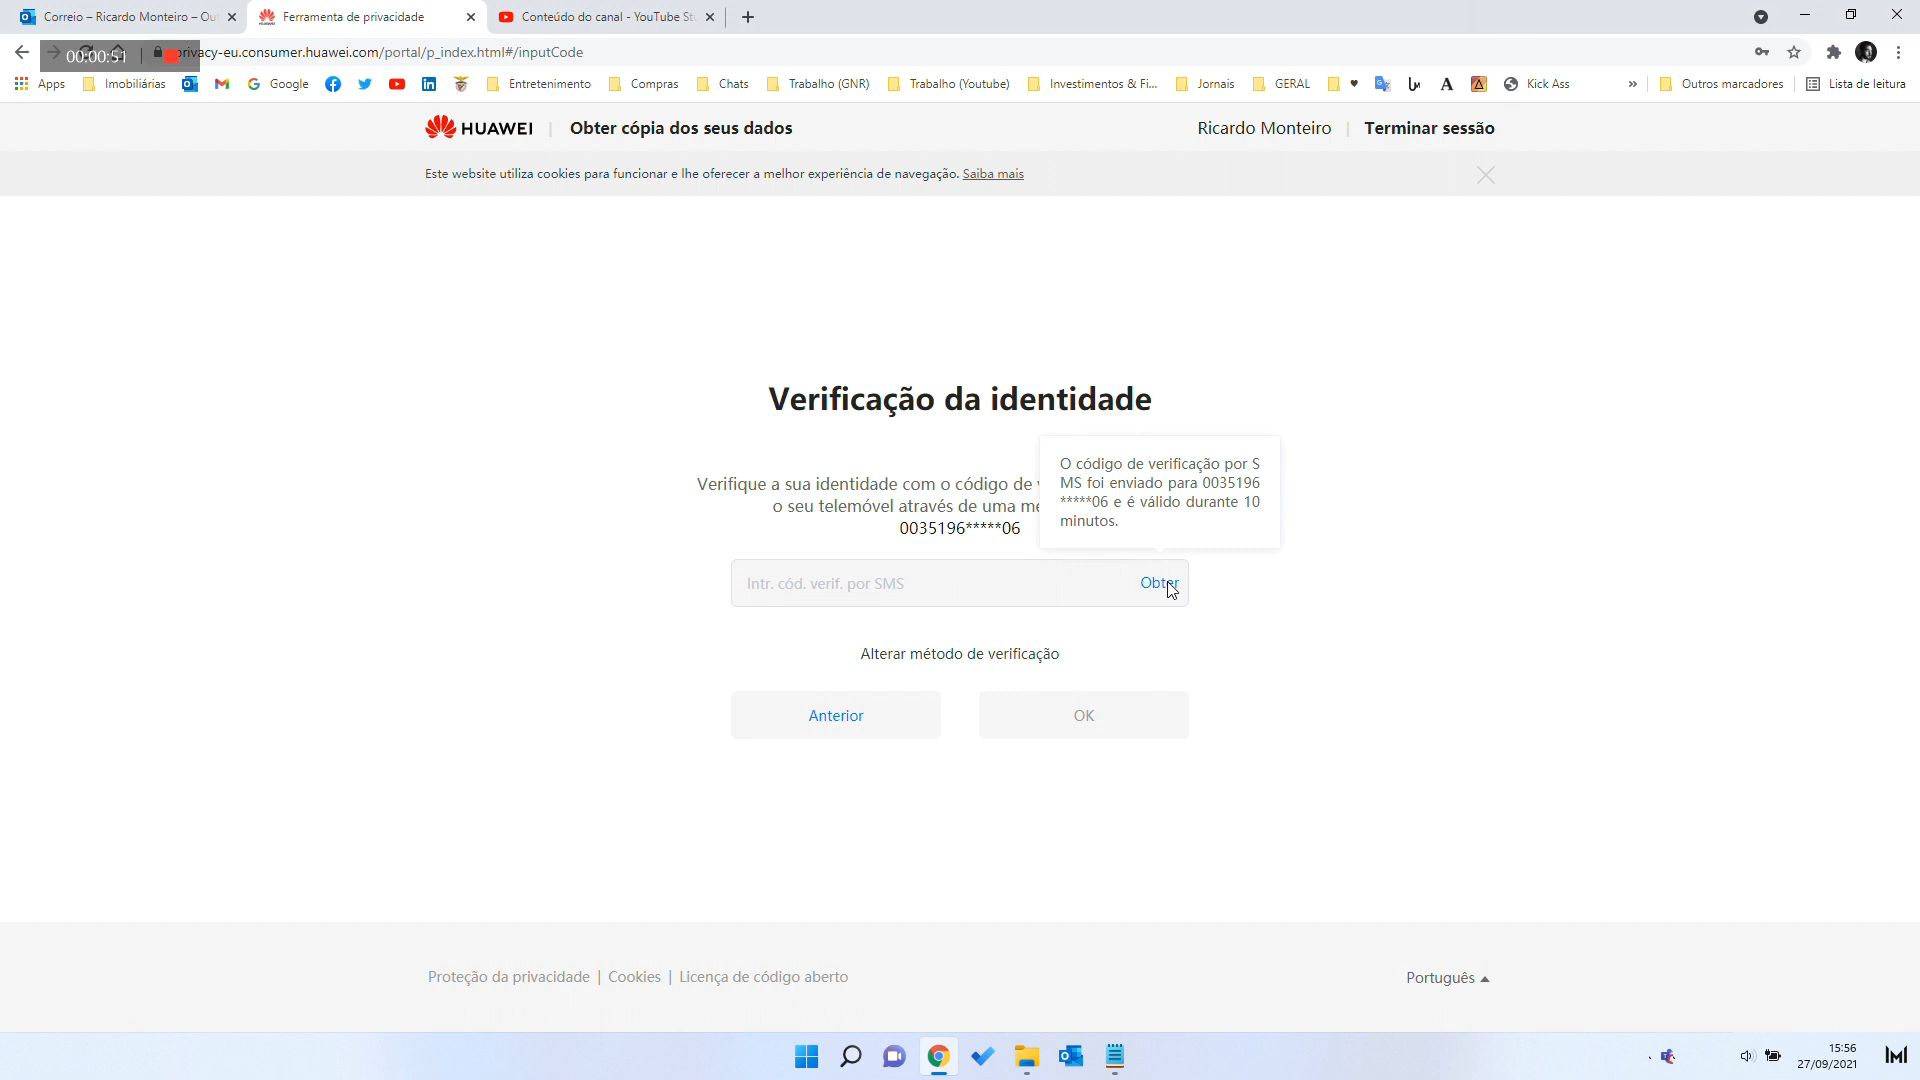 Correio – Ricardo Monteiro – Ou
Ferramenta de privacidade
Conteúdo do canal - YouTube St
00:00:51
privacy-eu.consumer.huawei.com/portal/p_index.html#/inputCode
Apps
Imobiliárias
Google
Entretenimento
Compras
Chats
Trabalho (GNR)
Trabalho (Youtube)
Investimentos & Fi...
Jornais
GERAL
Kick Ass
»
Outros marcadores
Lista de leitura
HUAWEI | Obter cópia dos seus dados
Ricardo Monteiro | Terminar sessão
Este website utiliza cookies para funcionar e lhe oferecer a melhor experiência de navegação. Saiba mais
Verificação da identidade
Verifique a sua identidade com o código de
o seu telemóvel através de uma me
0035196*****06
O código de verificação por S
MS foi enviado para 0035196
*****06 e é válido durante 10
minutos.
Intr. cód. verif. por SMS
Obter
Alterar método de verificação
Anterior
OK
Proteção da privacidade | Cookies | Licença de código aberto
Português
15:56
27/09/2021